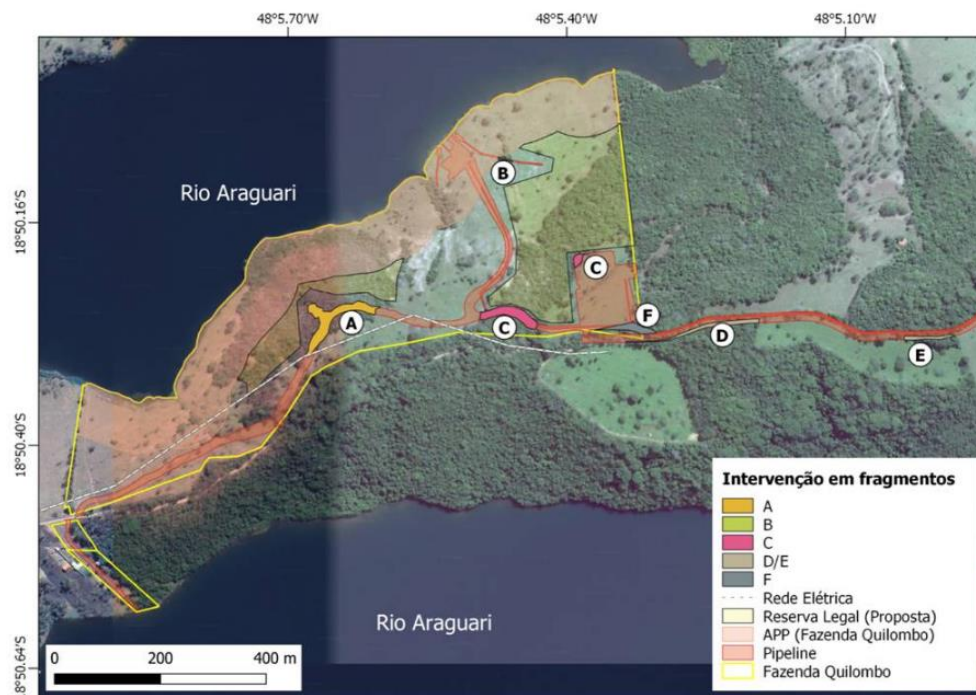 48°5.70"W 48°5.40"W 48°5.10"W
18°50.16"S
18°50.40"S
18°50.64"S
Rio Araguari
B
C
A
C
F
D
E
Rio Araguari
0 200 400 m
Intervenção em fragmentos
A
B
C
D/E
F
Rede Elétrica
Reserva Legal (Proposta)
APP (Fazenda Quilombo)
Pipeline
Fazenda Quilombo